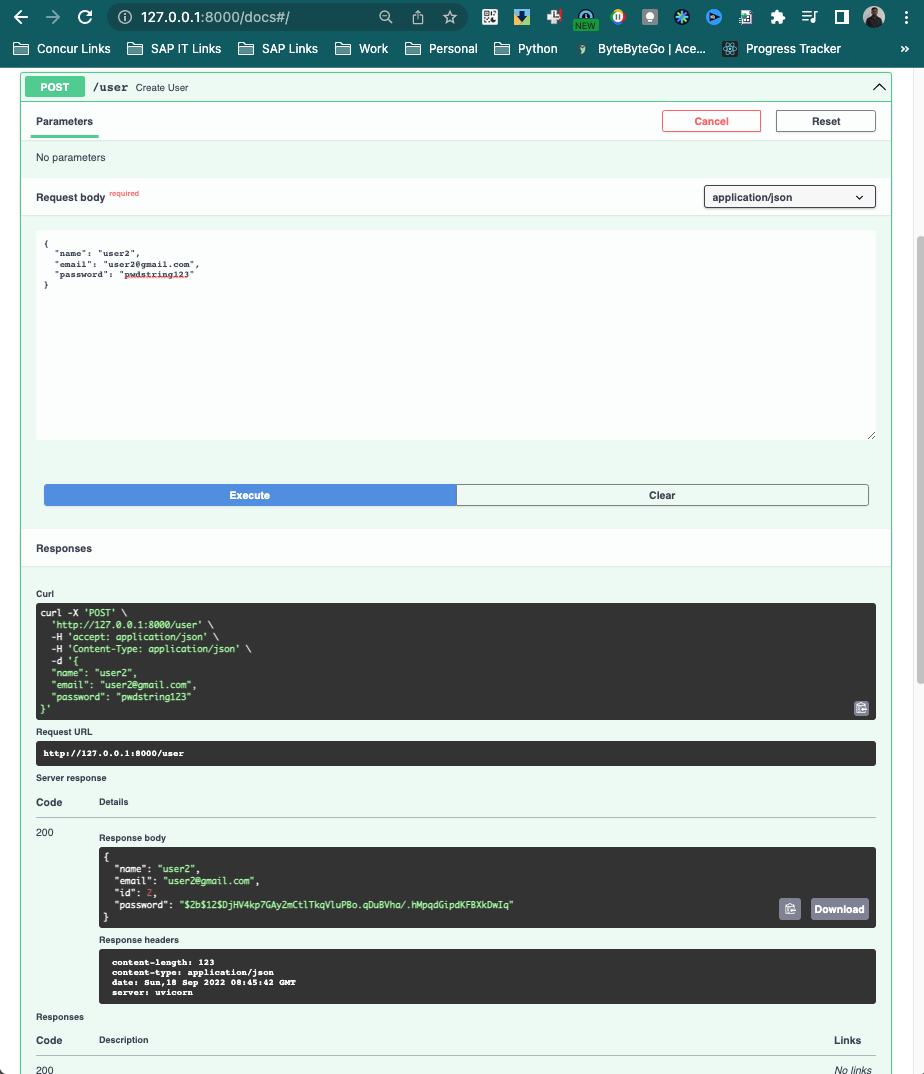 127.0.0.1:8000/docs#/
NEW
Concur Links SAP IT Links SAP Links Work Personal Python ByteByteGo | Ace... Progress Tracker »
POST /user Create User
Parameters Cancel Reset
No parameters
Request body required application/json
{
"name": "user2",
"email": "user2@gmail.com",
"password": "pwdstring123"
}
Execute Clear
Responses
Curl
curl -X 'POST' \
'http://127.0.0.1:8000/user' \
-H 'accept: application/json' \
-H 'Content-Type: application/json' \
-d '{
"name": "user2",
"email": "user2@gmail.com",
"password": "pwdstring123"
}'
Request URL
http://127.0.0.1:8000/user
Server response
Code Details
200
Response body
{
"name": "user2",
"email": "user2@gmail.com",
"id": 2,
"password": "$2b$12$DjHV4kp7GAy2mCtlTkqVluPBo.qDuBVha/.hMpqdGipdKFBXkDwIq"
}
Download
Response headers
content-length: 123
content-type: application/json
date: Sun,18 Sep 2022 08:45:42 GMT
server: uvicorn
Responses
Code Description Links
200 No links